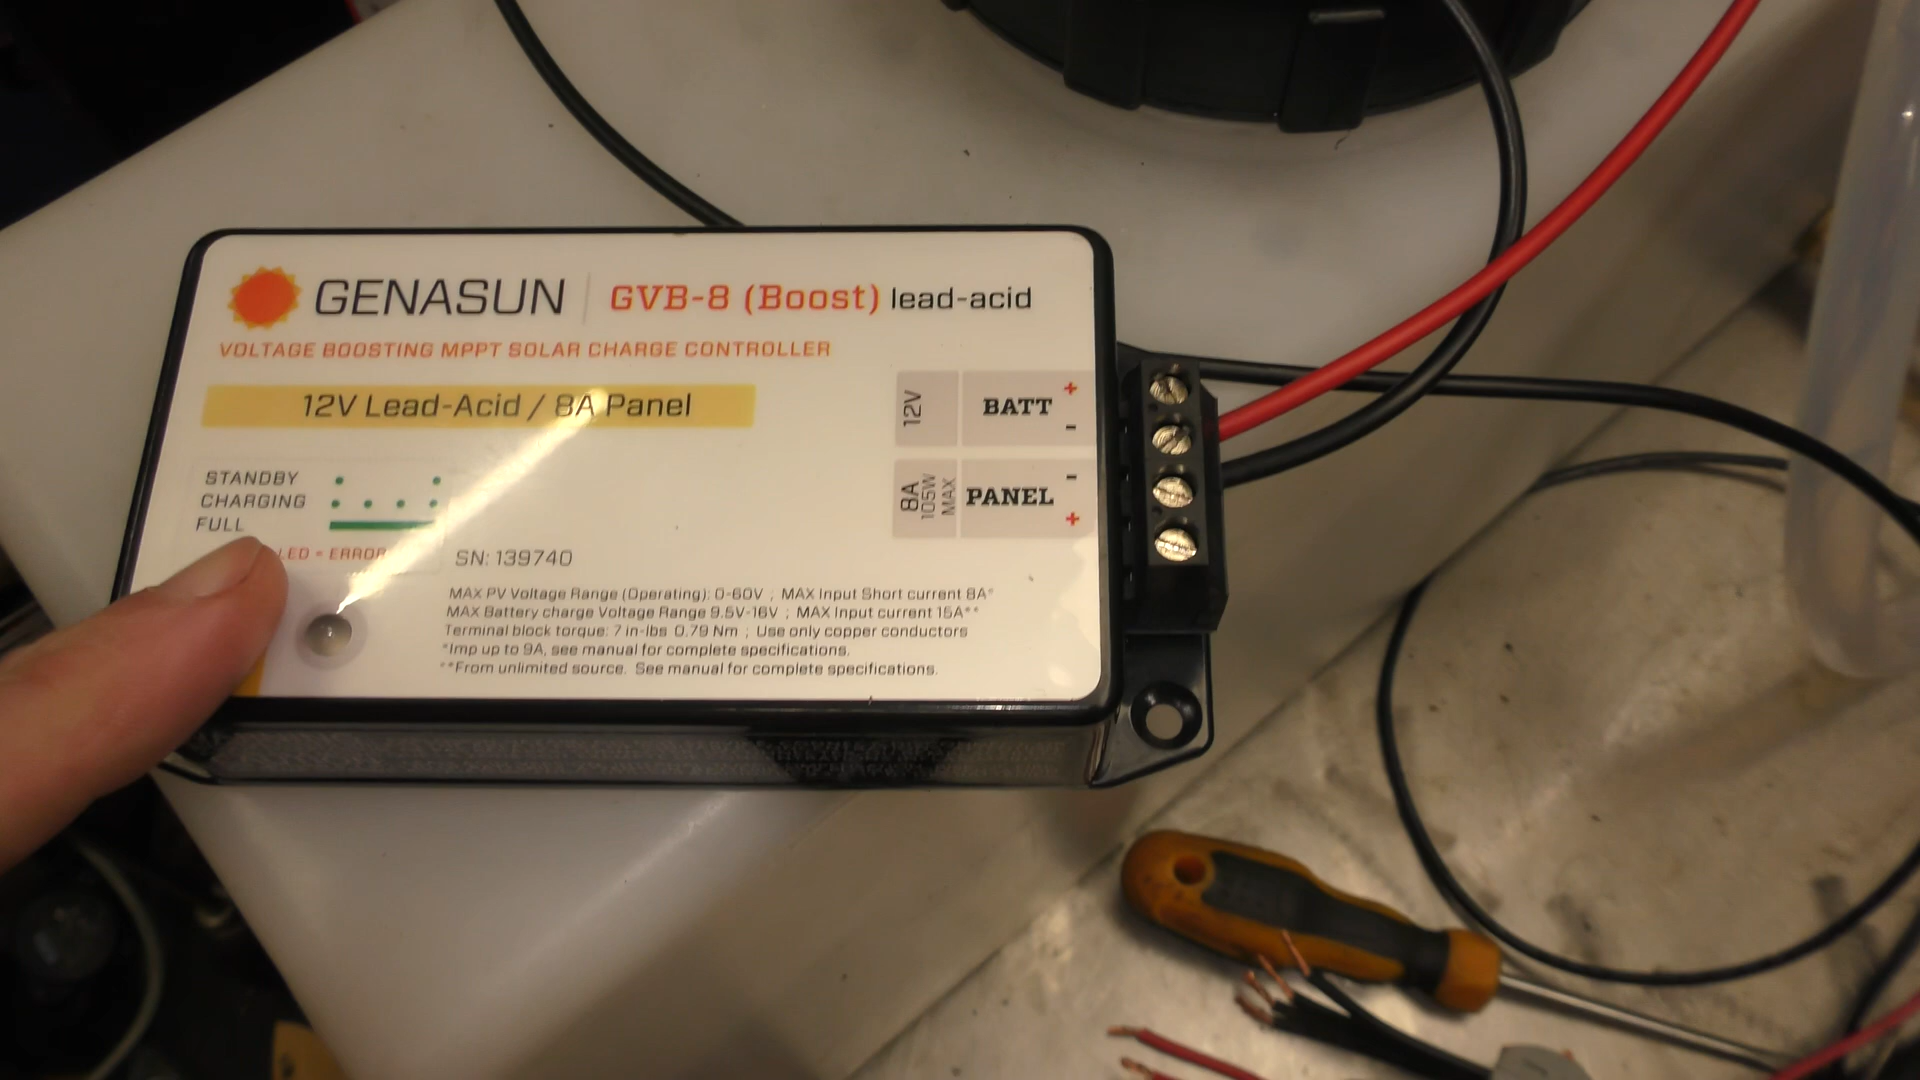 GENASUN GVB-8 (Boost) lead-acid
VOLTAGE BOOSTING MPPT SOLAR CHARGE CONTROLLER
12V Lead-Acid / 8A Panel
12V BATT + -
8A 105W MAX PANEL - +
STANDBY
CHARGING
FULL
LED = ERROR
SN: 139740
MAX PV Voltage Range (Operating): 0-60V ; MAX Input Short current 8A*
MAX Battery charge Voltage Range 9.5V-16V ; MAX Input current 15A**
Terminal block torque: 7 in-lbs 0.79 Nm ; Use only copper conductors
*Imp up to 9A, see manual for complete specifications.
**From unlimited source. See manual for complete specifications.